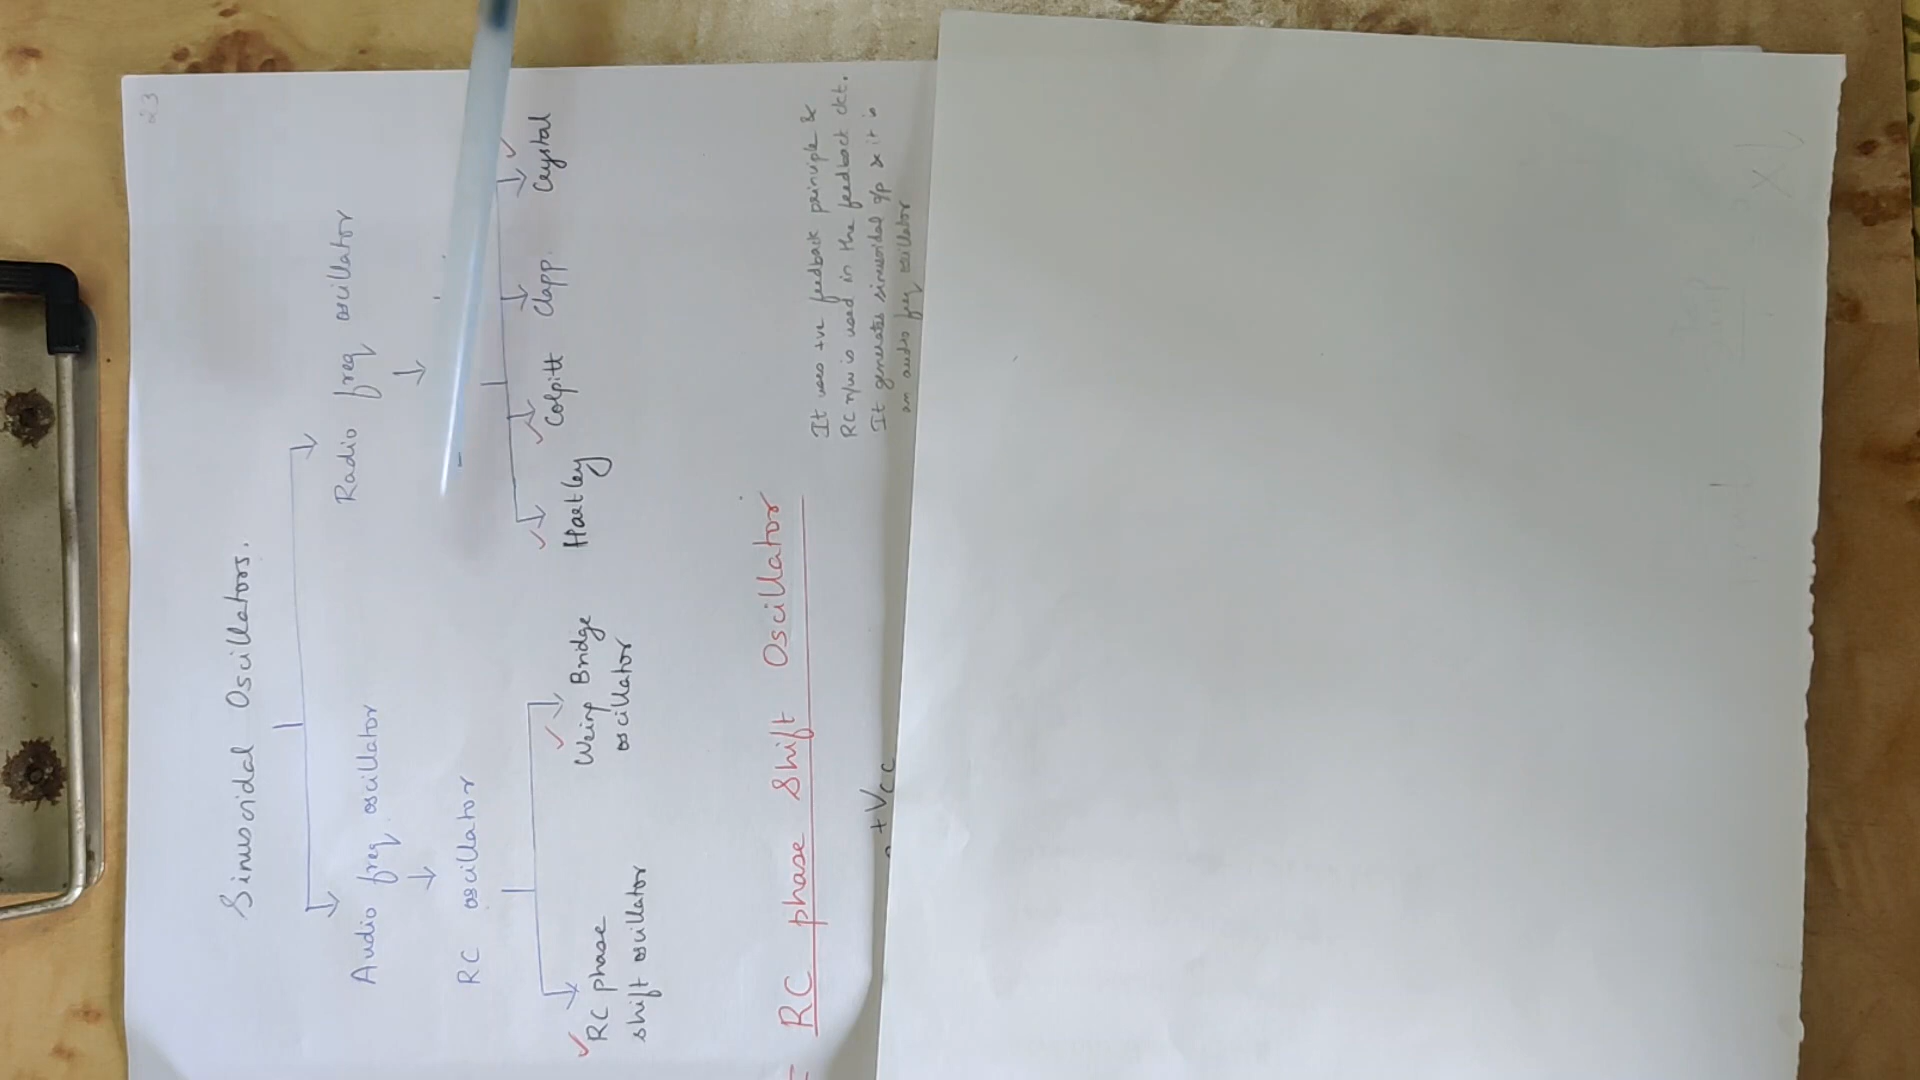 Sinusoidal Oscillators.
Audio freq. oscillator
Radio freq oscillator
RC oscillator
RC phase shift oscillator
Weinp Bridge oscillator
Hartley
Colpitt
Clapp.
Crystal
RC phase shift Oscillator
It uses +ve feedback principle &
RC n/w is used in the feedback ckt.
It generates sinusoidal o/p & it is
an audio freq oscillator
+Vcc